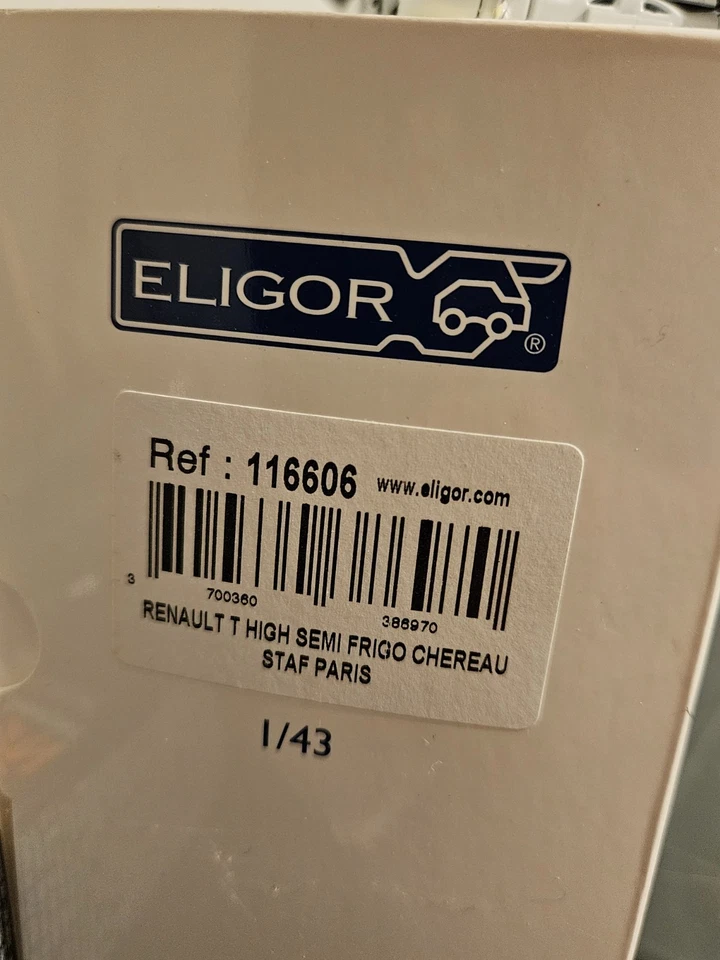 ELIGOR
®
Ref : 116606 www.eligor.com
3 700360 386970
RENAULT T HIGH SEMI FRIGO CHEREAU
STAF PARIS
1/43